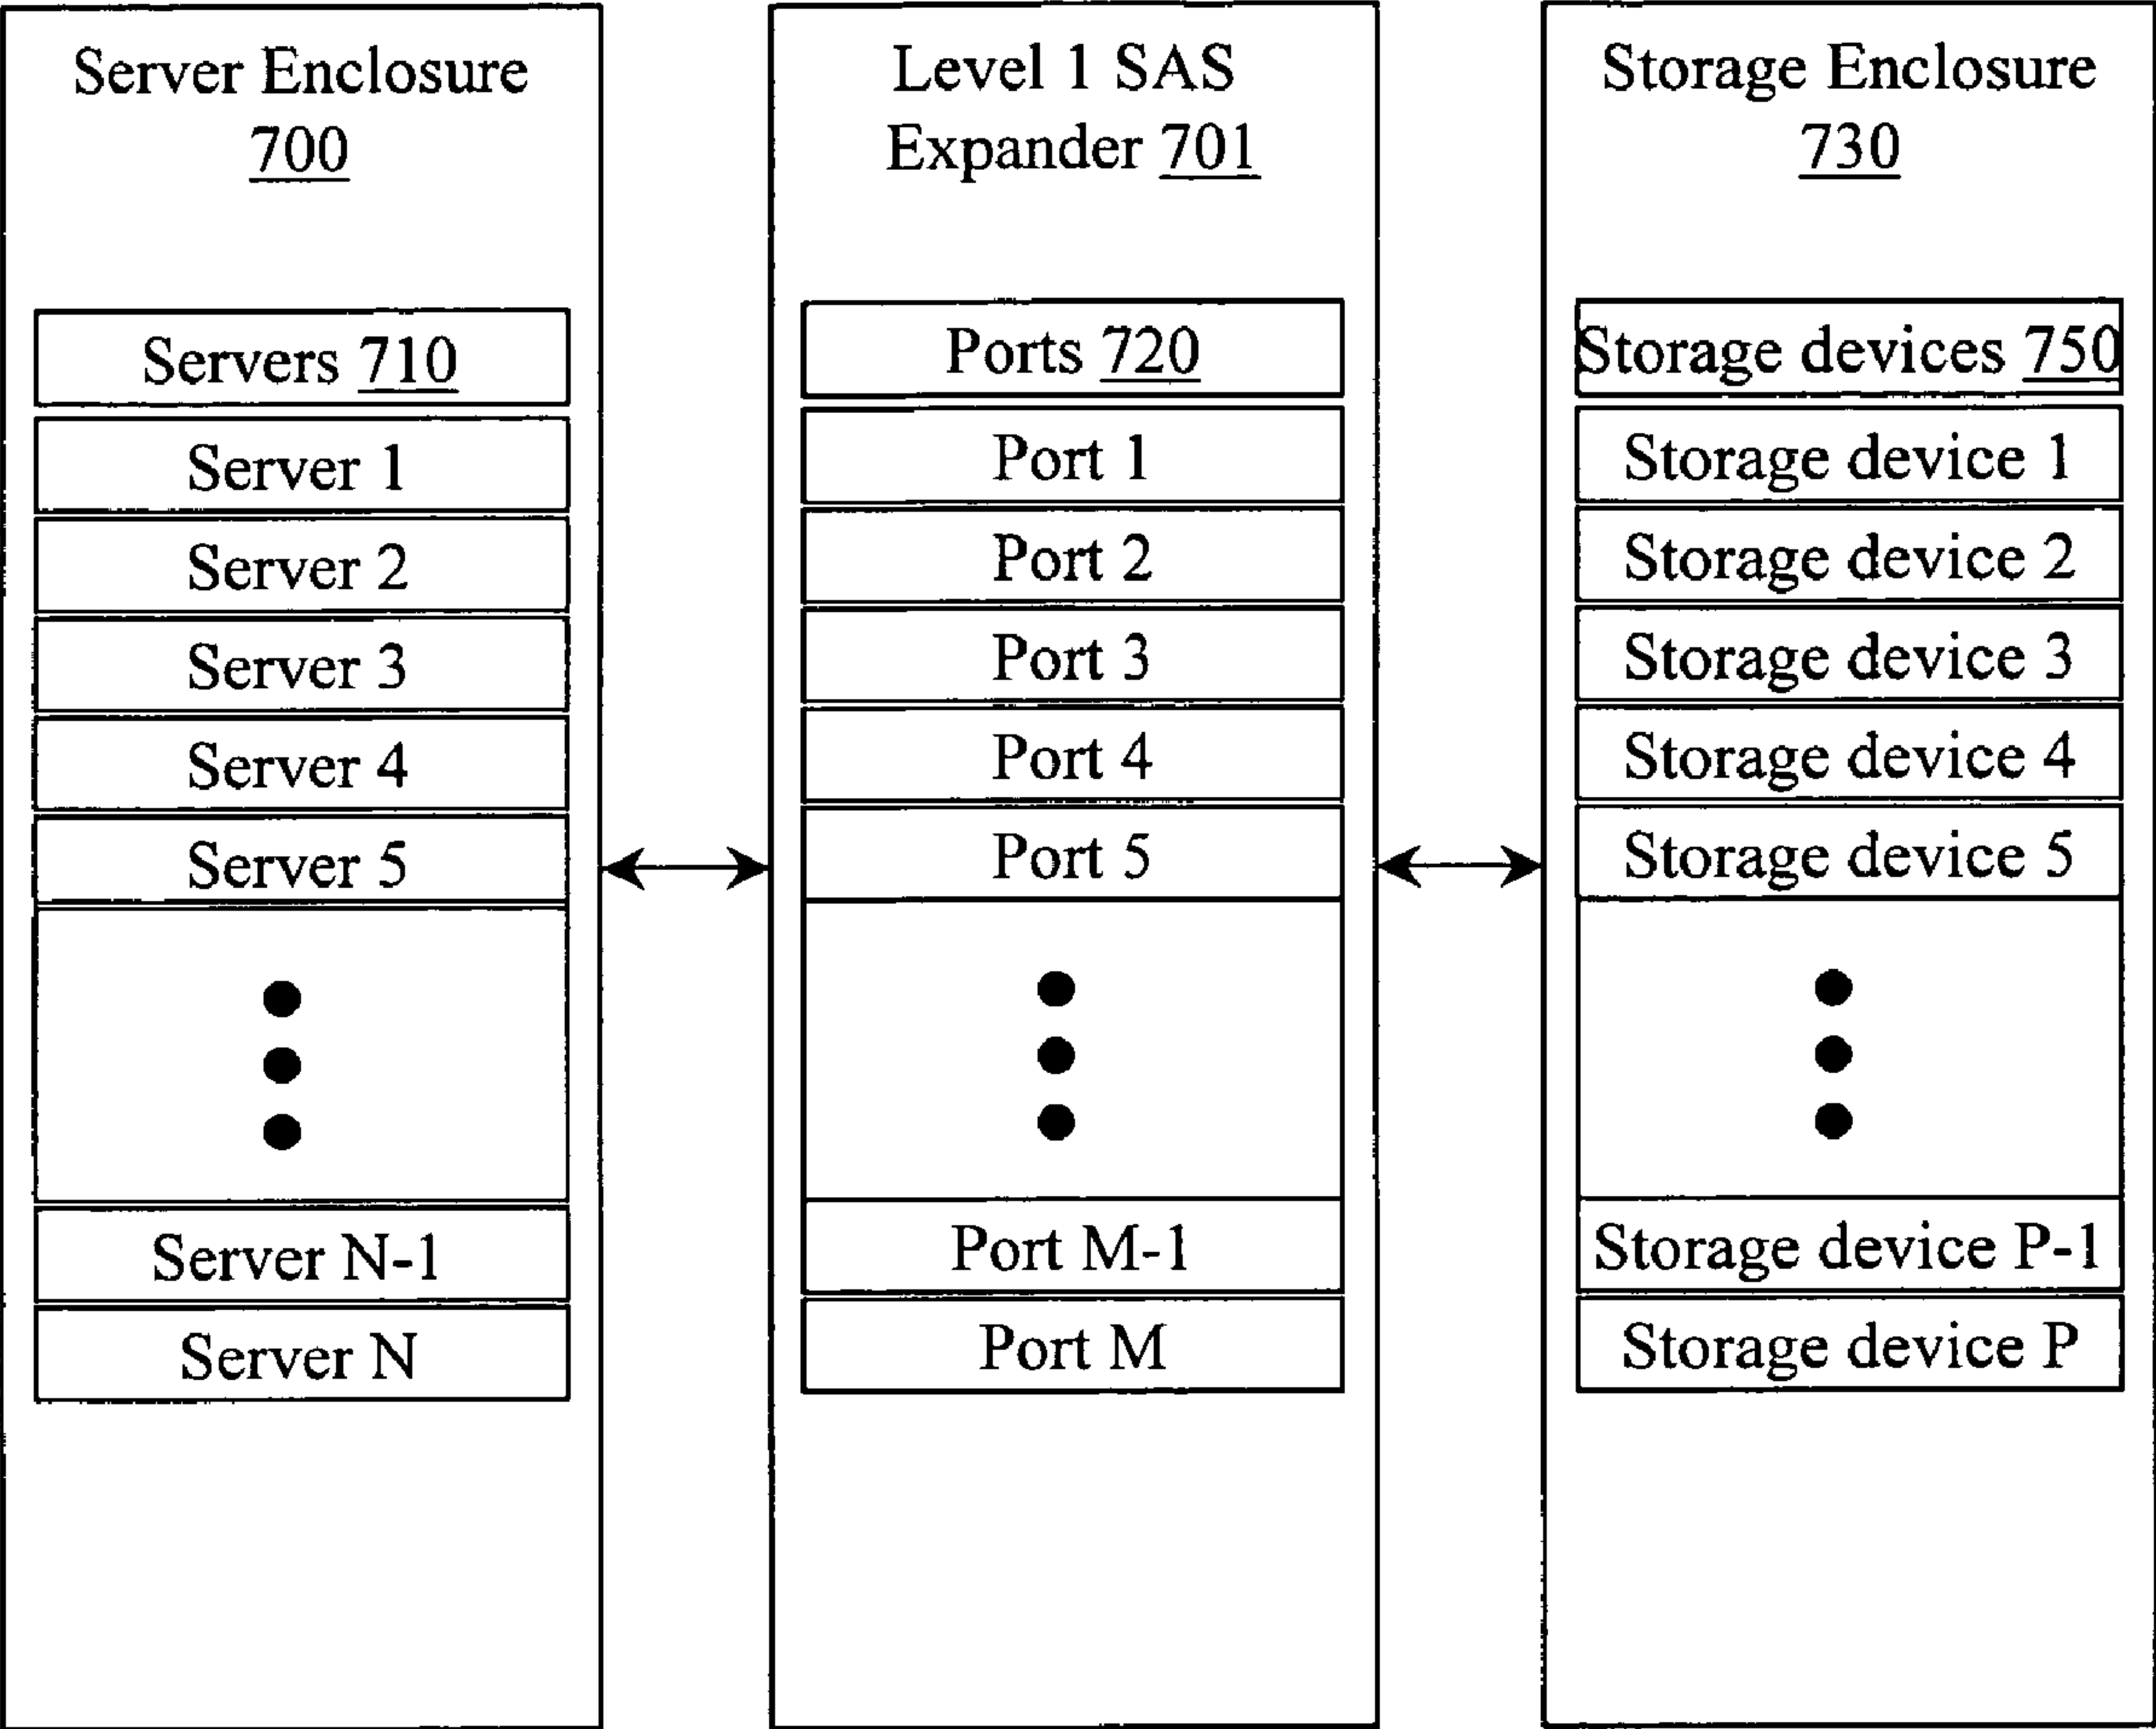 Server Enclosure
700
Servers 710
Server 1
Server 2
Server 3
Server 4
Server 5
Server N-1
Server N
Level 1 SAS
Expander 701
Ports 720
Port 1
Port 2
Port 3
Port 4
Port 5
Port M-1
Port M
Storage Enclosure
730
Storage devices 750
Storage device 1
Storage device 2
Storage device 3
Storage device 4
Storage device 5
Storage device P-1
Storage device P